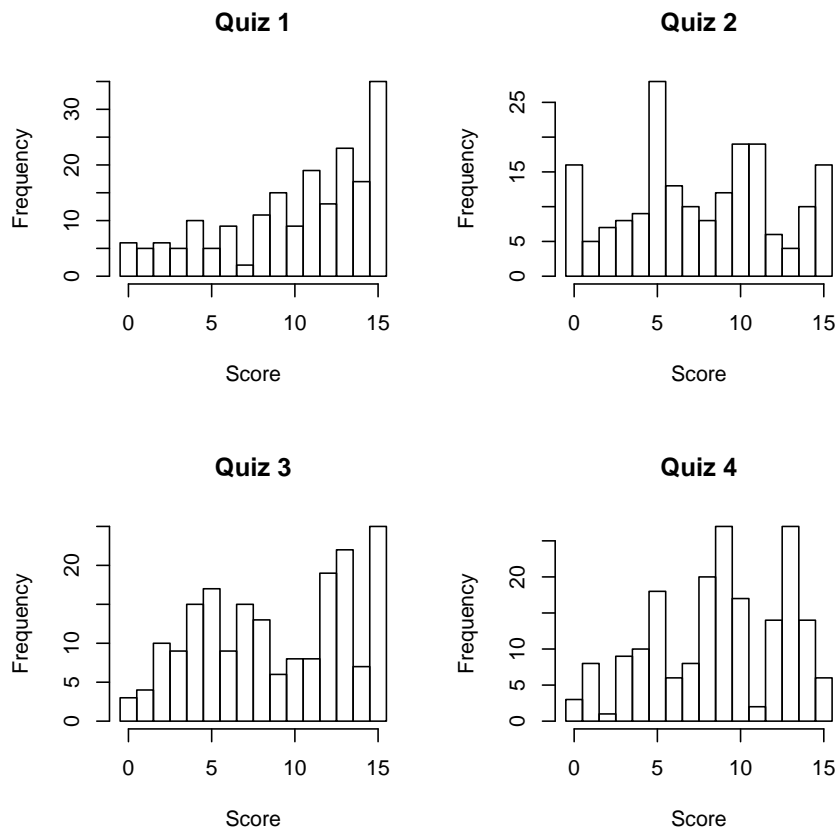 Quiz 1
Frequency
0 10 20 30
0 5 10 15
Score
Quiz 2
Frequency
0 5 15 25
0 5 10 15
Score
Quiz 3
Frequency
0 5 10 20
0 5 10 15
Score
Quiz 4
Frequency
0 5 10 20
0 5 10 15
Score